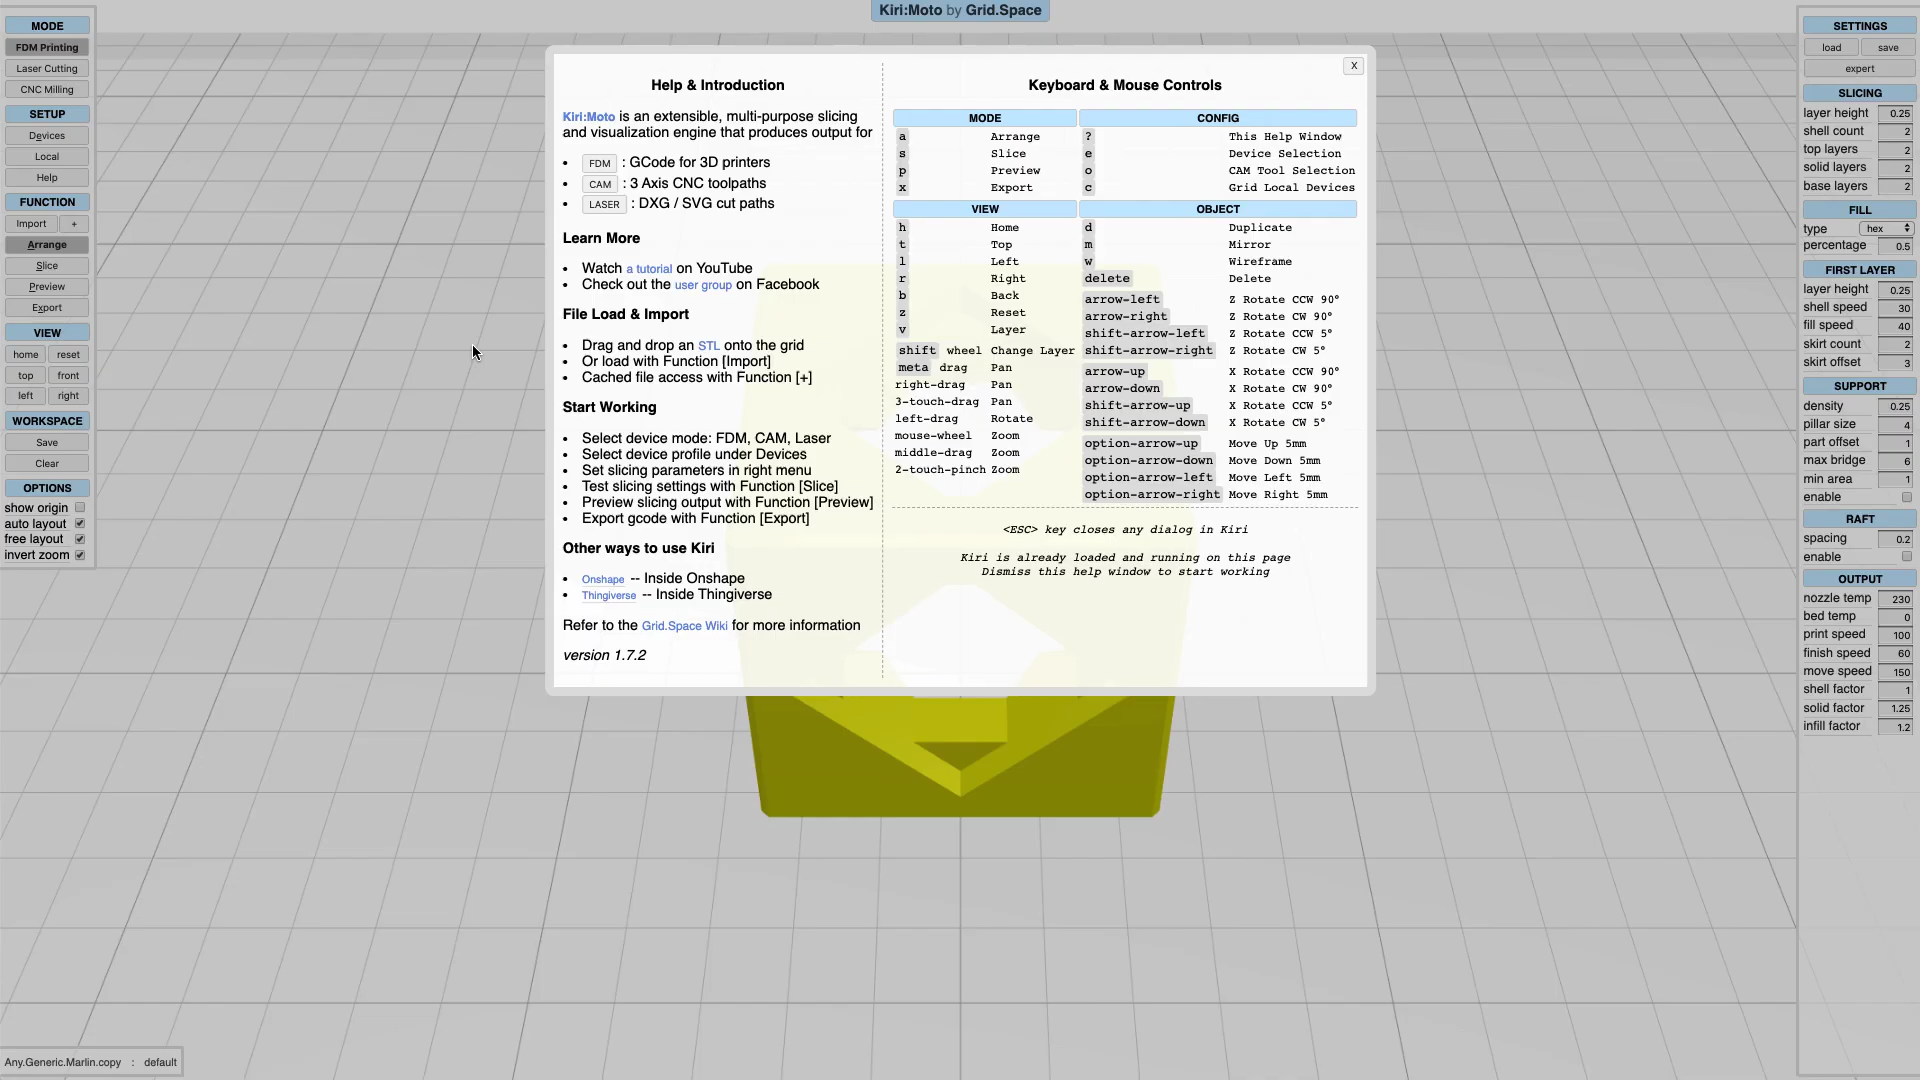 Kiri:Moto by Grid.Space
MODE
FDM Printing
Laser Cutting
CNC Milling
SETUP
Devices
Local
Help
FUNCTION
Import +
Arrange
Slice
Preview
Export
VIEW
home reset
top front
left right
WORKSPACE
Save
Clear
OPTIONS
show origin
auto layout
free layout
invert zoom
Any.Generic.Marlin.copy : default
X
Help & Introduction
Kiri:Moto is an extensible, multi-purpose slicing
and visualization engine that produces output for
• FDM : GCode for 3D printers
• CAM : 3 Axis CNC toolpaths
• LASER : DXG / SVG cut paths
Learn More
• Watch a tutorial on YouTube
• Check out the user group on Facebook
File Load & Import
• Drag and drop an STL onto the grid
• Or load with Function [Import]
• Cached file access with Function [+]
Start Working
• Select device mode: FDM, CAM, Laser
• Select device profile under Devices
• Set slicing parameters in right menu
• Test slicing settings with Function [Slice]
• Preview slicing output with Function [Preview]
• Export gcode with Function [Export]
Other ways to use Kiri
• Onshape -- Inside Onshape
• Thingiverse -- Inside Thingiverse
Refer to the Grid.Space Wiki for more information
version 1.7.2
Keyboard & Mouse Controls
MODE
a Arrange
s Slice
p Preview
x Export
CONFIG
? This Help Window
e Device Selection
o CAM Tool Selection
c Grid Local Devices
VIEW
h Home
t Top
l Left
r Right
b Back
z Reset
v Layer
shift wheel Change Layer
meta drag Pan
right-drag Pan
3-touch-drag Pan
left-drag Rotate
mouse-wheel Zoom
middle-drag Zoom
2-touch-pinch Zoom
OBJECT
d Duplicate
m Mirror
w Wireframe
delete Delete
arrow-left Z Rotate CCW 90°
arrow-right Z Rotate CW 90°
shift-arrow-left Z Rotate CCW 5°
shift-arrow-right Z Rotate CW 5°
arrow-up X Rotate CCW 90°
arrow-down X Rotate CW 90°
shift-arrow-up X Rotate CCW 5°
shift-arrow-down X Rotate CW 5°
option-arrow-up Move Up 5mm
option-arrow-down Move Down 5mm
option-arrow-left Move Left 5mm
option-arrow-right Move Right 5mm
<ESC> key closes any dialog in Kiri
Kiri is already loaded and running on this page
Dismiss this help window to start working
SETTINGS
load save
expert
SLICING
layer height 0.25
shell count 2
top layers 2
solid layers 2
base layers 2
FILL
type hex
percentage 0.5
FIRST LAYER
layer height 0.25
shell speed 30
fill speed 40
skirt count 2
skirt offset 3
SUPPORT
density 0.25
pillar size 4
part offset 1
max bridge 6
min area 1
enable
RAFT
spacing 0.2
enable
OUTPUT
nozzle temp 230
bed temp 0
print speed 100
finish speed 60
move speed 150
shell factor 1
solid factor 1.25
infill factor 1.2